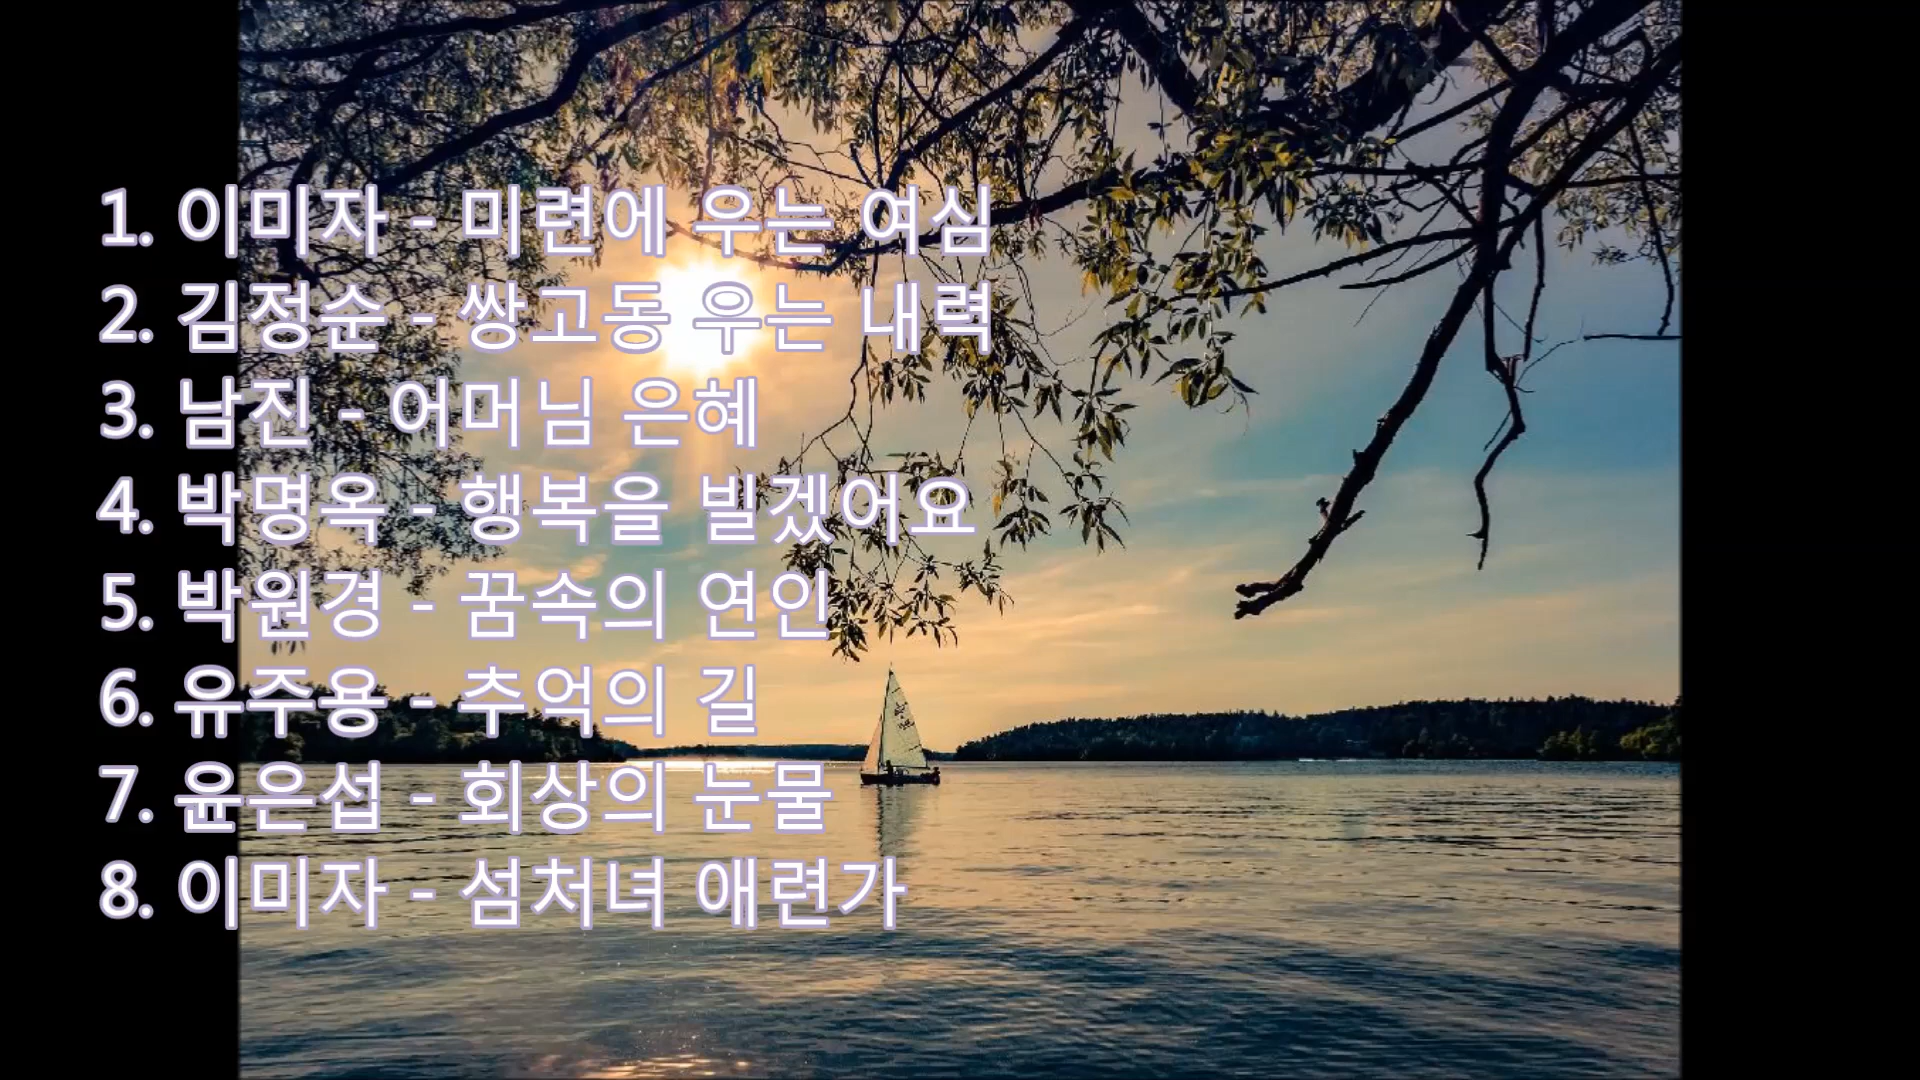 1. 이미자 - 미련에 우는 여심
2. 김정순 - 쌍고동 우는 내력
3. 남진 - 어머님 은혜
4. 박명옥 - 행복을 빌겠어요
5. 박원경 - 꿈속의 연인
6. 유주용 - 추억의 길
7. 윤은섭 - 회상의 눈물
8. 이미자 - 섬처녀 애련가